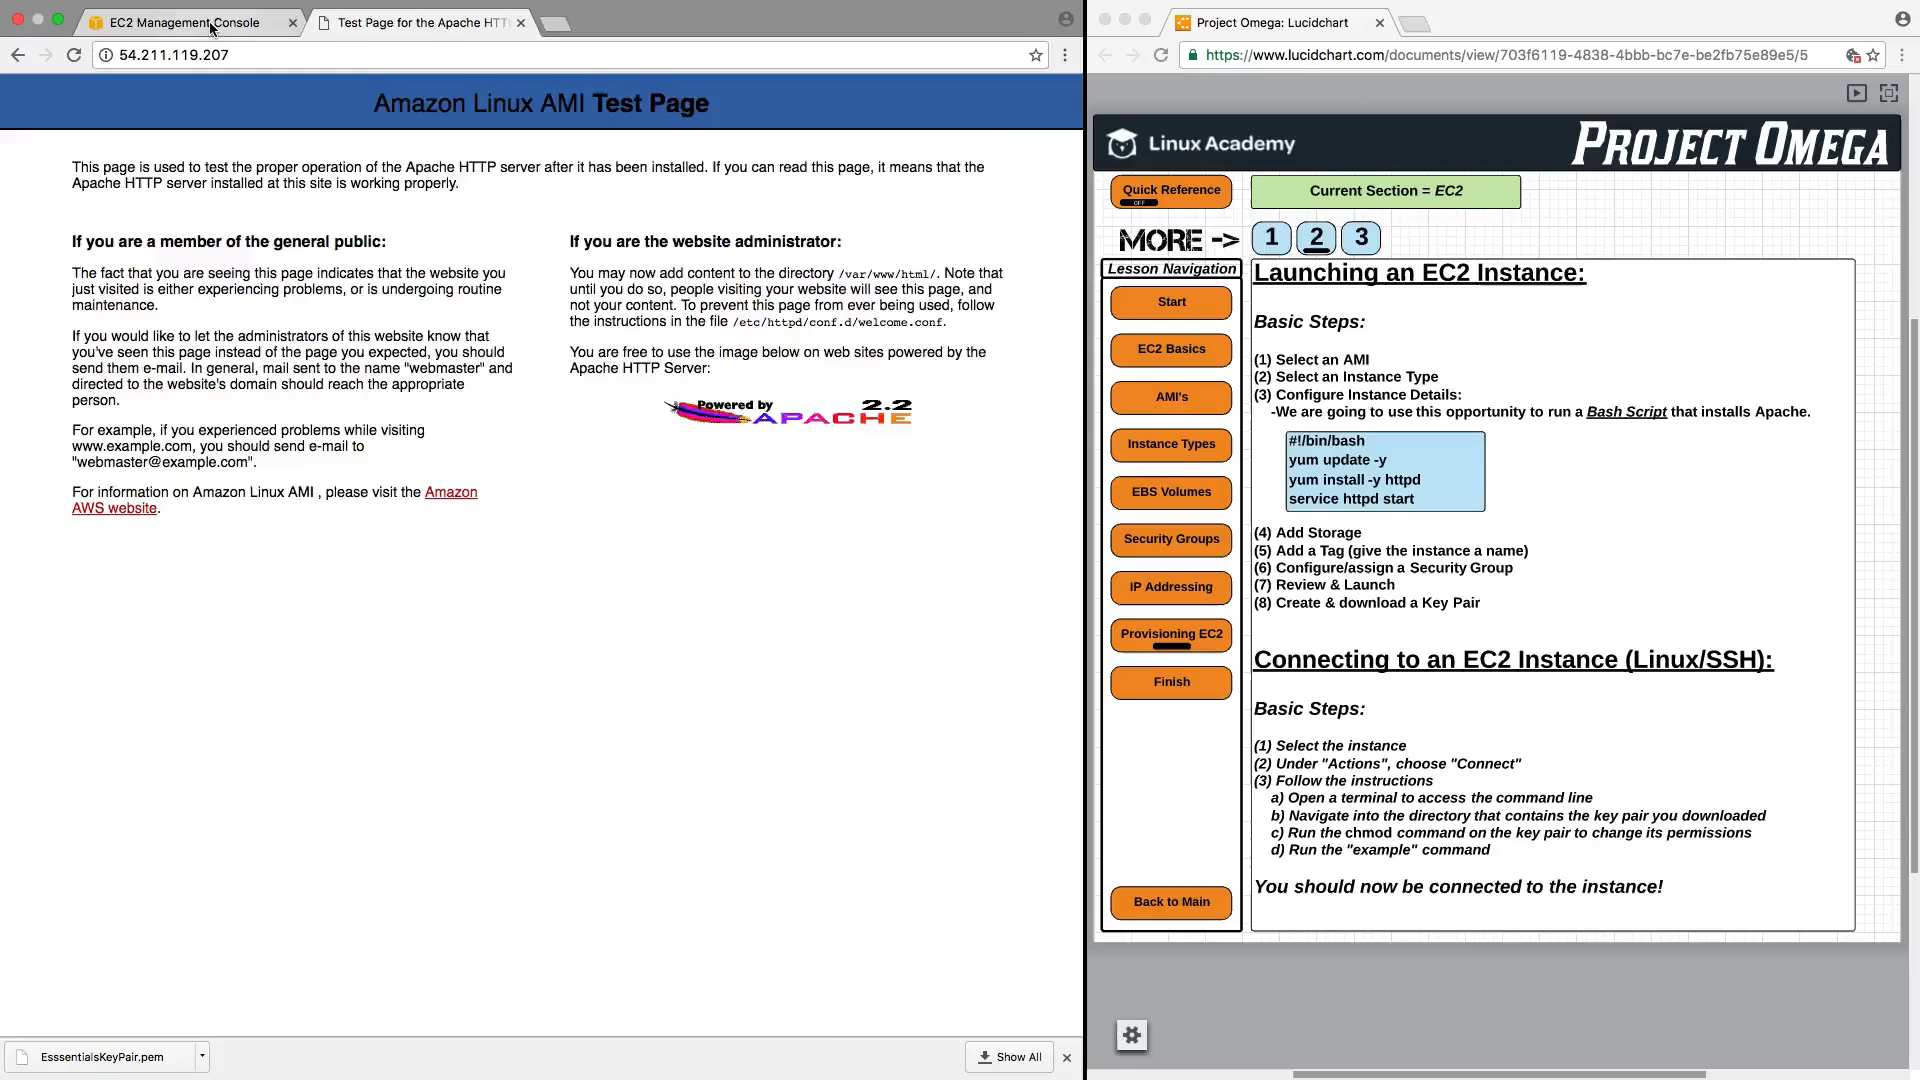 EC2 Management Console
Test Page for the Apache HTT
54.211.119.207
Amazon Linux AMI Test Page
This page is used to test the proper operation of the Apache HTTP server after it has been installed. If you can read this page, it means that the
Apache HTTP server installed at this site is working properly.
If you are a member of the general public:
The fact that you are seeing this page indicates that the website you
just visited is either experiencing problems, or is undergoing routine
maintenance.
If you would like to let the administrators of this website know that
you've seen this page instead of the page you expected, you should
send them e-mail. In general, mail sent to the name "webmaster" and
directed to the website's domain should reach the appropriate
person.
For example, if you experienced problems while visiting
www.example.com, you should send e-mail to
"webmaster@example.com".
For information on Amazon Linux AMI , please visit the Amazon
AWS website.
If you are the website administrator:
You may now add content to the directory /var/www/html/. Note that
until you do so, people visiting your website will see this page, and
not your content. To prevent this page from ever being used, follow
the instructions in the file /etc/httpd/conf.d/welcome.conf.
You are free to use the image below on web sites powered by the
Apache HTTP Server:
Powered by 2.2
APACHE
EsssentialsKeyPair.pem
Show All
Project Omega: Lucidchart
https://www.lucidchart.com/documents/view/703f6119-4838-4bbb-bc7e-be2fb75e89e5/5
Linux Academy
PROJECT OMEGA
Quick Reference
OFF
Current Section = EC2
MORE -> 1 2 3
Lesson Navigation
Start
EC2 Basics
AMI's
Instance Types
EBS Volumes
Security Groups
IP Addressing
Provisioning EC2
Finish
Back to Main
Launching an EC2 Instance:
Basic Steps:
(1) Select an AMI
(2) Select an Instance Type
(3) Configure Instance Details:
-We are going to use this opportunity to run a Bash Script that installs Apache.
#!/bin/bash
yum update -y
yum install -y httpd
service httpd start
(4) Add Storage
(5) Add a Tag (give the instance a name)
(6) Configure/assign a Security Group
(7) Review & Launch
(8) Create & download a Key Pair
Connecting to an EC2 Instance (Linux/SSH):
Basic Steps:
(1) Select the instance
(2) Under "Actions", choose "Connect"
(3) Follow the instructions
a) Open a terminal to access the command line
b) Navigate into the directory that contains the key pair you downloaded
c) Run the chmod command on the key pair to change its permissions
d) Run the "example" command
You should now be connected to the instance!